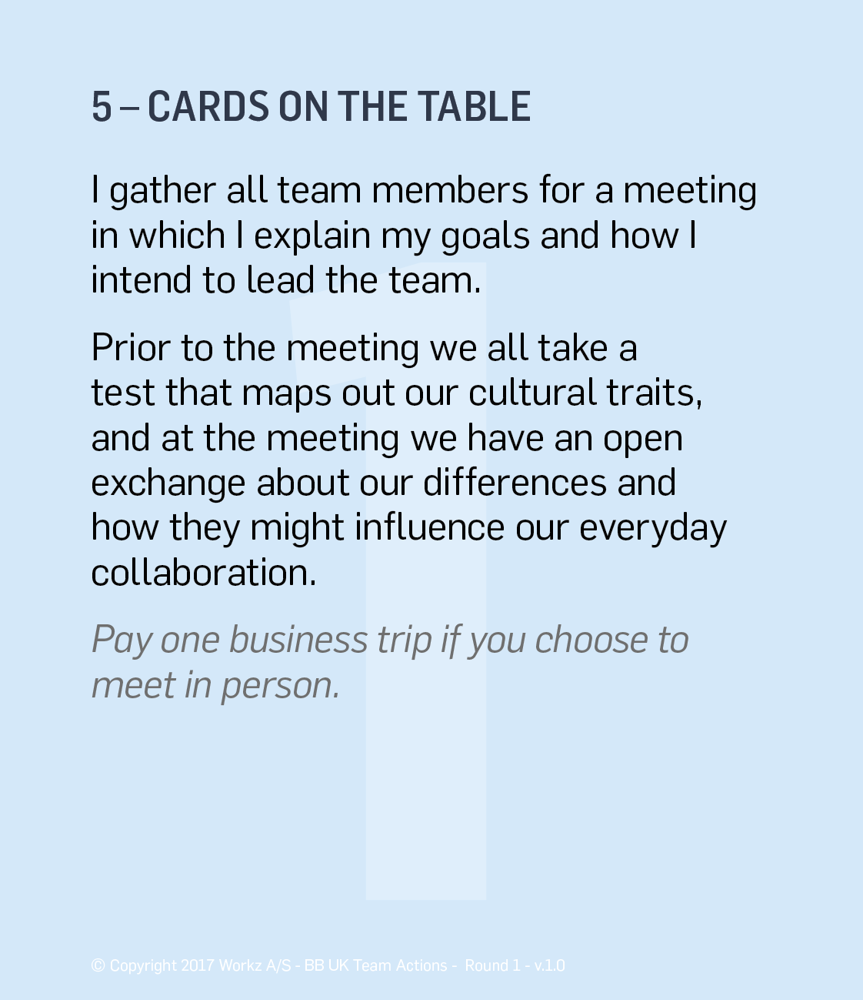 5 – CARDS ON THE TABLE
I gather all team members for a meeting
in which I explain my goals and how I
intend to lead the team.
Prior to the meeting we all take a
test that maps out our cultural traits,
and at the meeting we have an open
exchange about our differences and
how they might influence our everyday
collaboration.
Pay one business trip if you choose to
meet in person.
1
© Copyright 2017 Workz A/S - BB UK Team Actions -  Round 1 - v.1.0